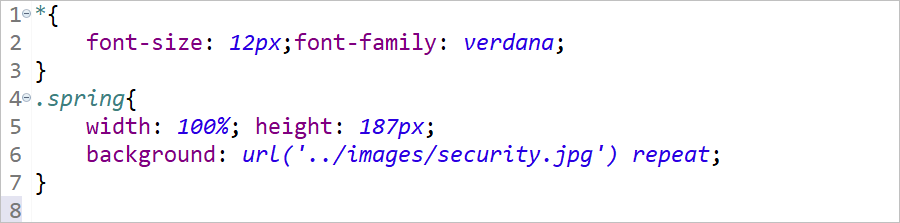 1 *{
2     font-size: 12px;font-family: verdana;
3 }
4 .spring{
5     width: 100%; height: 187px;
6     background: url('../images/security.jpg') repeat;
7 }
8